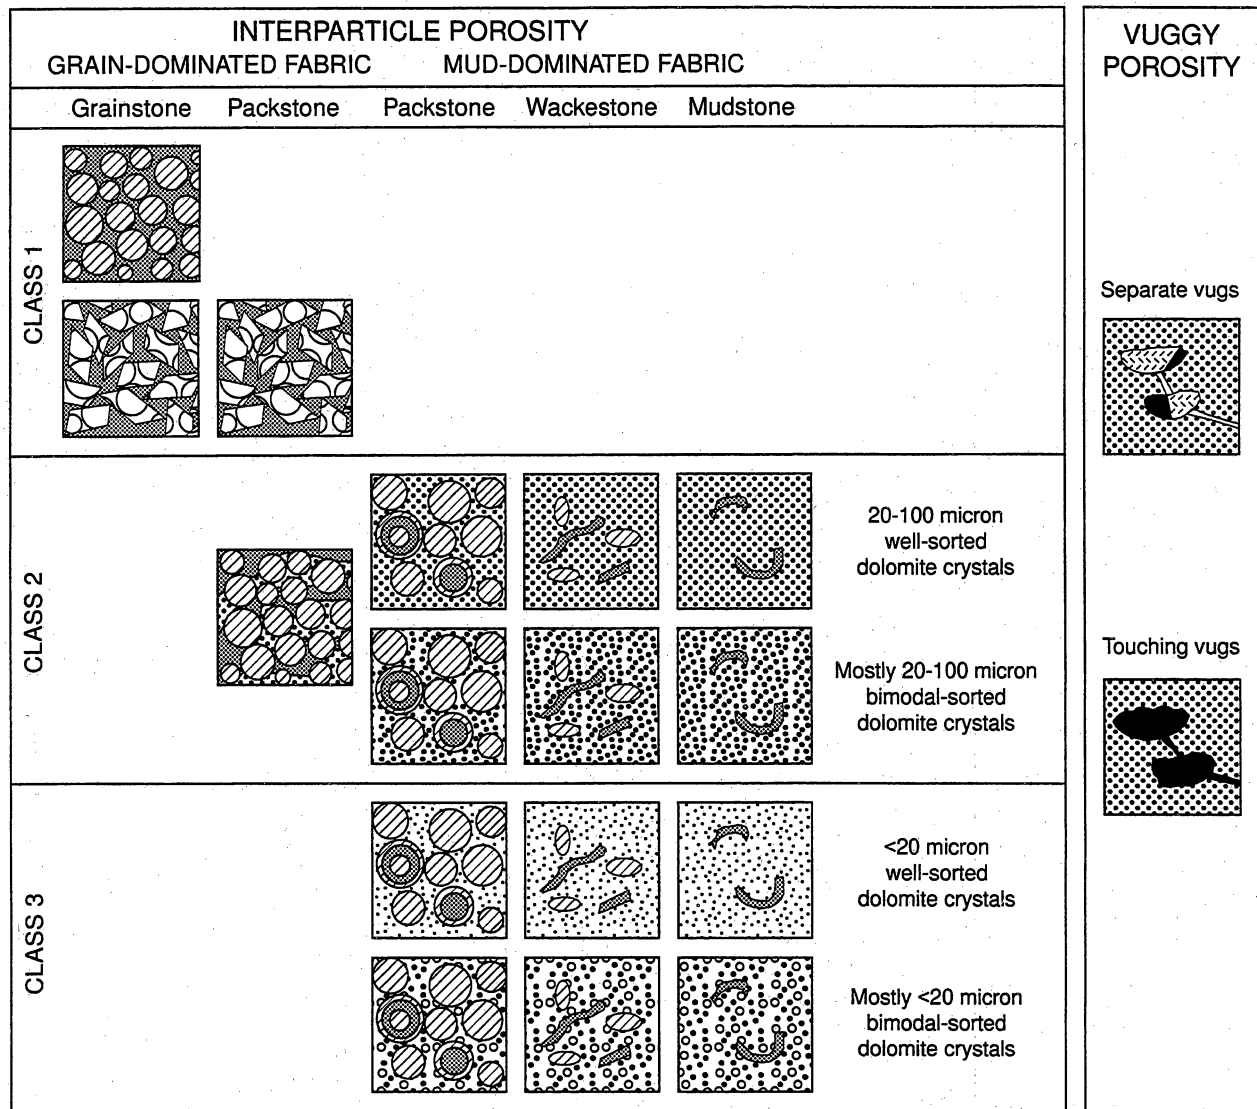 INTERPARTICLE POROSITY
GRAIN-DOMINATED FABRIC MUD-DOMINATED FABRIC
Grainstone Packstone Packstone Wackestone Mudstone
CLASS 1
CLASS 2
20-100 micron
well-sorted
dolomite crystals
Mostly 20-100 micron
bimodal-sorted
dolomite crystals
CLASS 3
<20 micron
well-sorted
dolomite crystals
Mostly <20 micron
bimodal-sorted
dolomite crystals
VUGGY
POROSITY
Separate vugs
Touching vugs